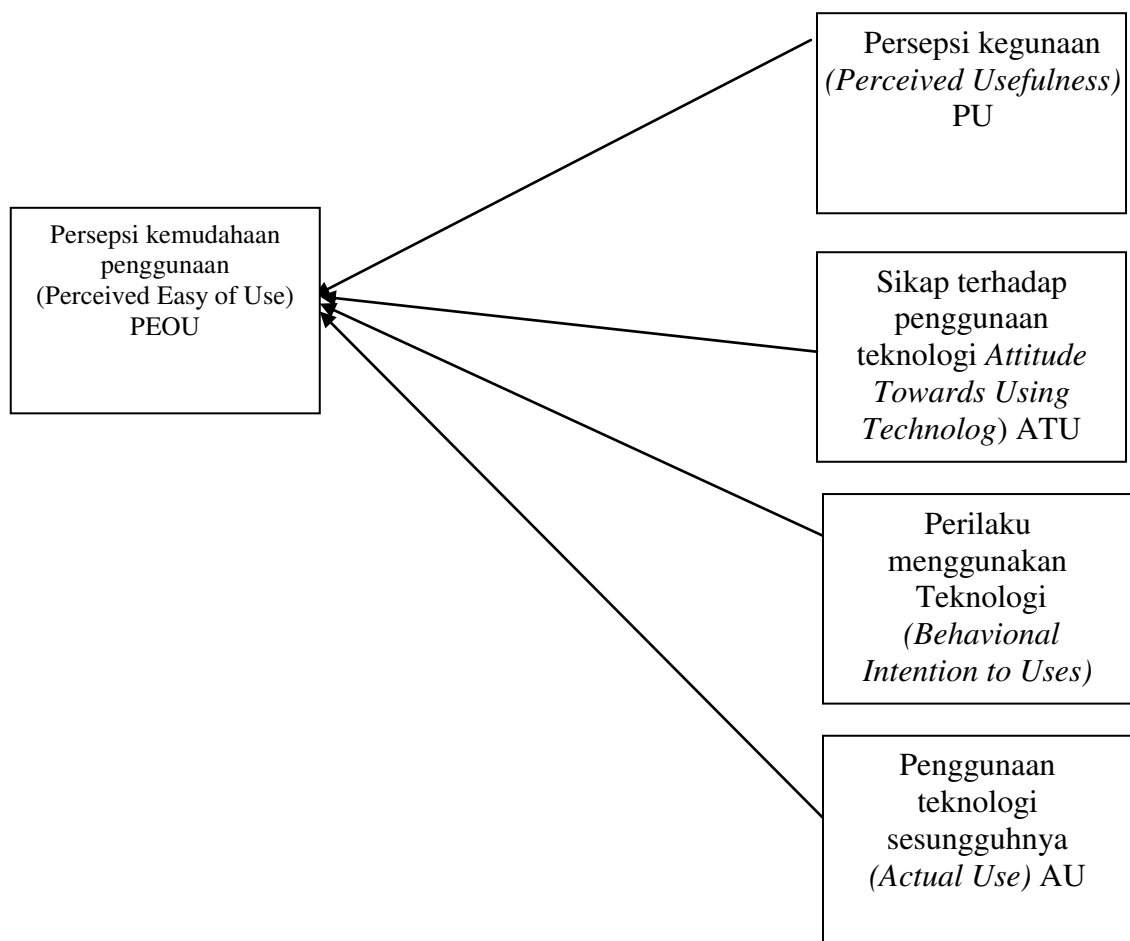 Persepsi kegunaan
(Perceived Usefulness)
PU
Persepsi kemudahaan
penggunaan
(Perceived Easy of Use)
PEOU
Sikap terhadap
penggunaan
teknologi Attitude
Towards Using
Technolog) ATU
Perilaku
menggunakan
Teknologi
(Behavional
Intention to Uses)
Penggunaan
teknologi
sesungguhnya
(Actual Use) AU